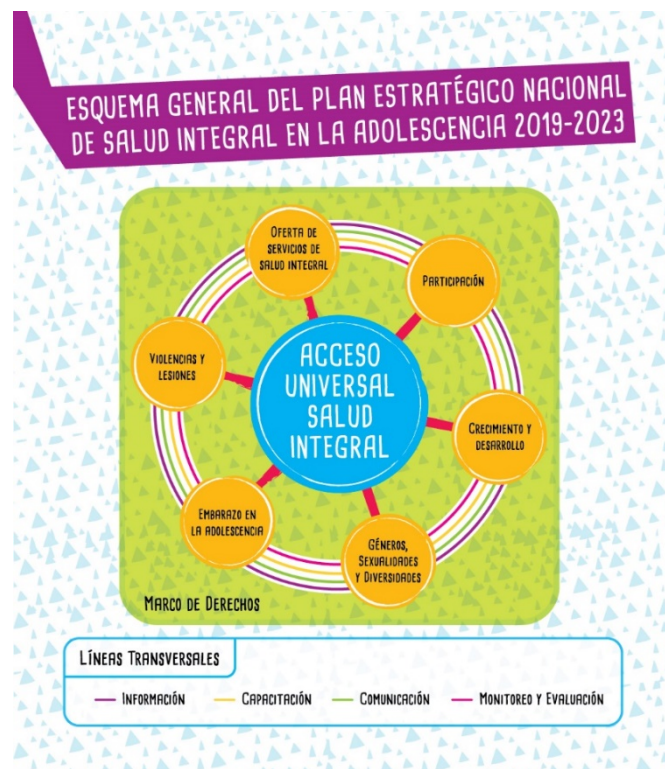 ESQUEMA GENERAL DEL PLAN ESTRATÉGICO NACIONAL
DE SALUD INTEGRAL EN LA ADOLESCENCIA 2019-2023
OFERTA DE
SERVICIOS DE
SALUD INTEGRAL
PARTICIPACIÓN
VIOLENCIAS Y
LESIONES
ACCESO
UNIVERSAL
SALUD
INTEGRAL
CRECIMIENTO Y
DESARROLLO
EMBARAZO EN
LA ADOLESCENCIA
GÉNEROS,
SEXUALIDADES
Y DIVERSIDADES
MARCO DE DERECHOS
LÍNEAS TRANSVERSALES
INFORMACIÓN
CAPACITACIÓN
COMUNICACIÓN
MONITOREO Y EVALUACIÓN